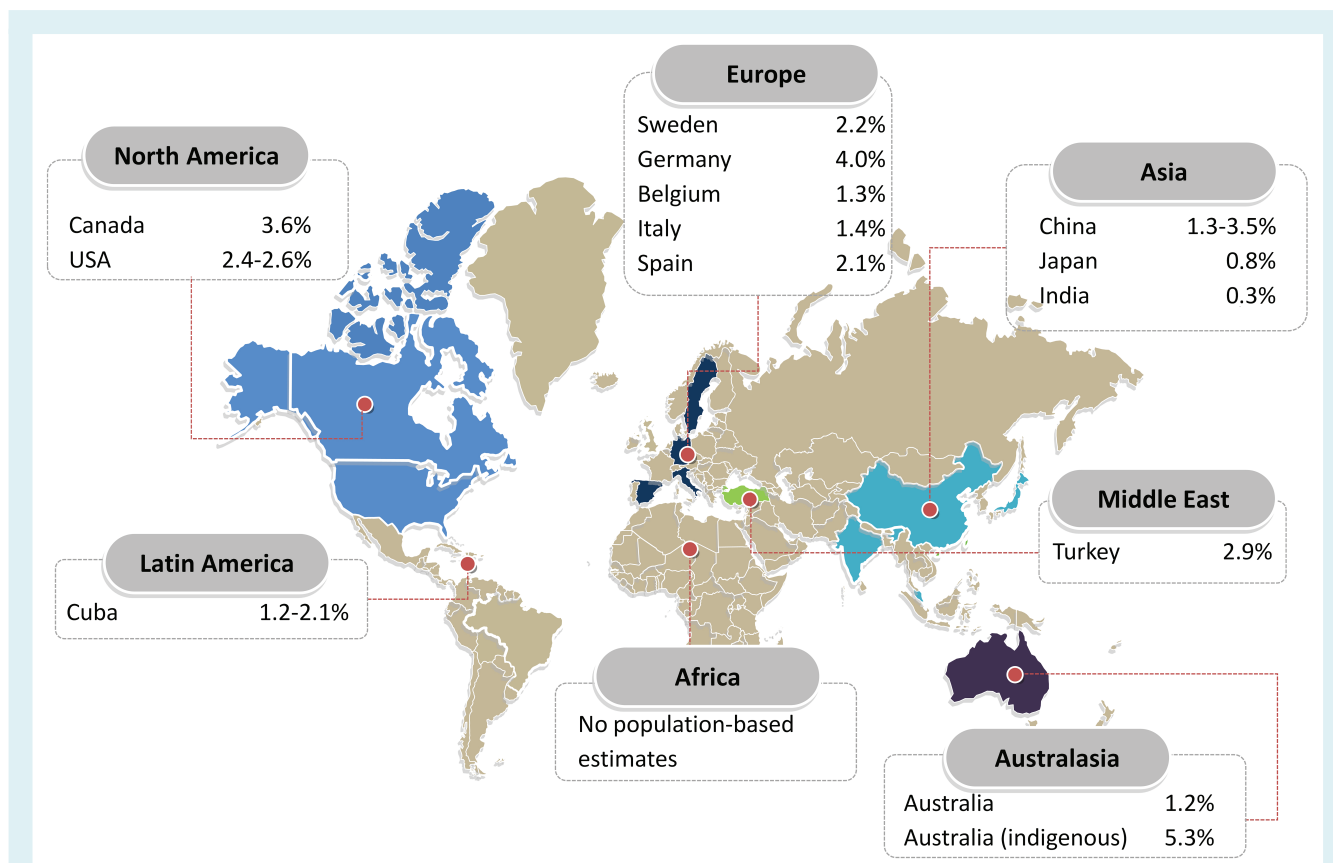 Europe
Sweden 2.2%
Germany 4.0%
Belgium 1.3%
Italy 1.4%
Spain 2.1%
North America
Canada 3.6%
USA 2.4-2.6%
Asia
China 1.3-3.5%
Japan 0.8%
India 0.3%
Middle East
Turkey 2.9%
Latin America
Cuba 1.2-2.1%
Africa
No population-based
estimates
Australasia
Australia 1.2%
Australia (indigenous) 5.3%